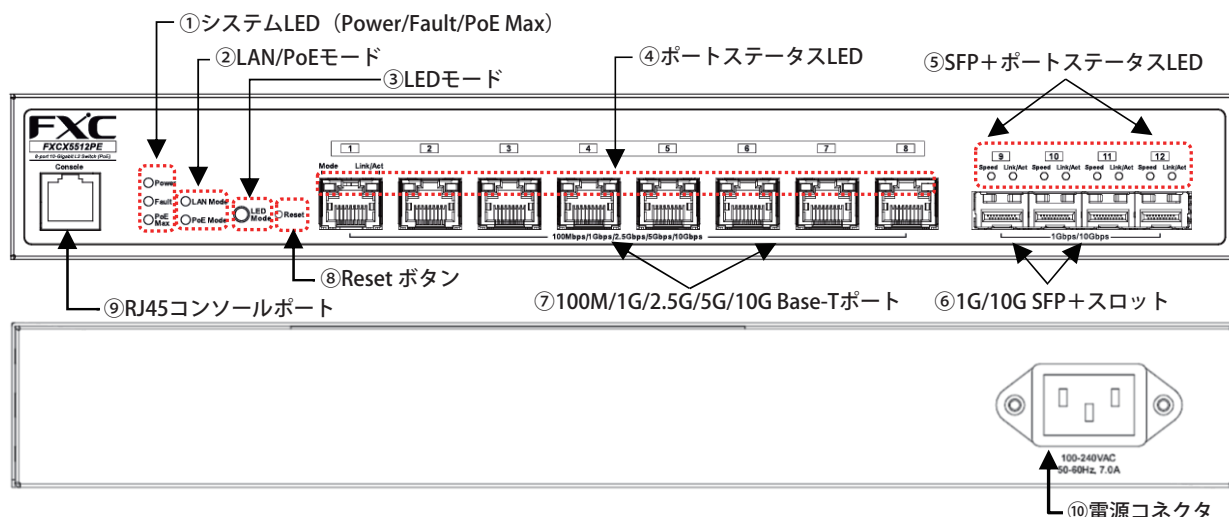 ①システムLED（Power/Fault/PoE Max）
②LAN/PoEモード
③LEDモード
④ポートステータスLED
⑤SFP＋ポートステータスLED
FXC
FXCX5512PE
8-port 10-Gigabit L2 Switch (PoE)
Console
Power
Fault
PoE Max
LAN Mode
PoE Mode
LED Mode
Reset
1 2 3 4 5 6 7 8
Mode Link/Act
100Mbps/1Gbps/2.5Gbps/5Gbps/10Gbps
9 10 11 12
Speed Link/Act Speed Link/Act Speed Link/Act Speed Link/Act
1Gbps/10Gbps
⑧Reset ボタン
⑨RJ45コンソールポート
⑦100M/1G/2.5G/5G/10G Base-Tポート
⑥1G/10G SFP＋スロット
100-240VAC
50-60Hz, 7.0A
⑩電源コネクタ